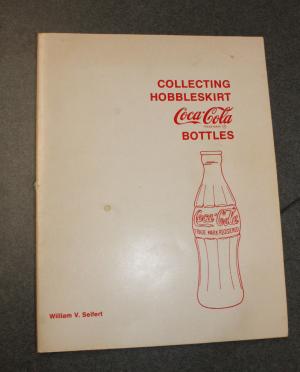 COLLECTING
HOBBLESKIRT
Coca-Cola
BOTTLES
Coca-Cola
TRADE MARK REGISTERED
William V. Seifert